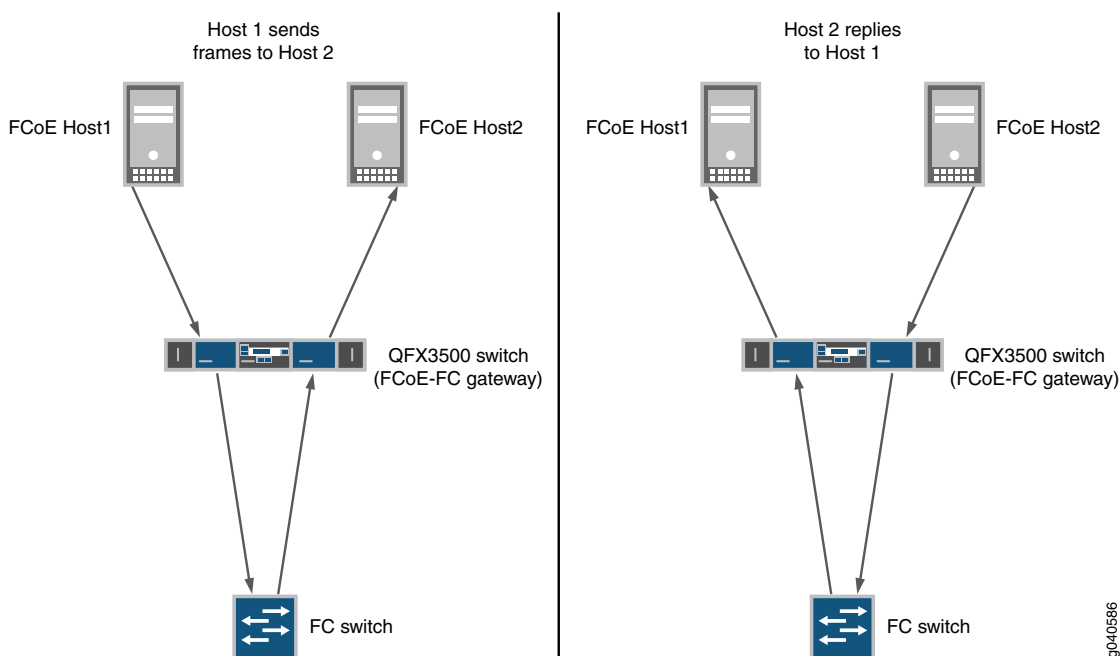 Host 1 sends
frames to Host 2
FCoE Host1
FCoE Host2
QFX3500 switch
(FCoE-FC gateway)
FC switch
Host 2 replies
to Host 1
FCoE Host1
FCoE Host2
QFX3500 switch
(FCoE-FC gateway)
FC switch
g040586